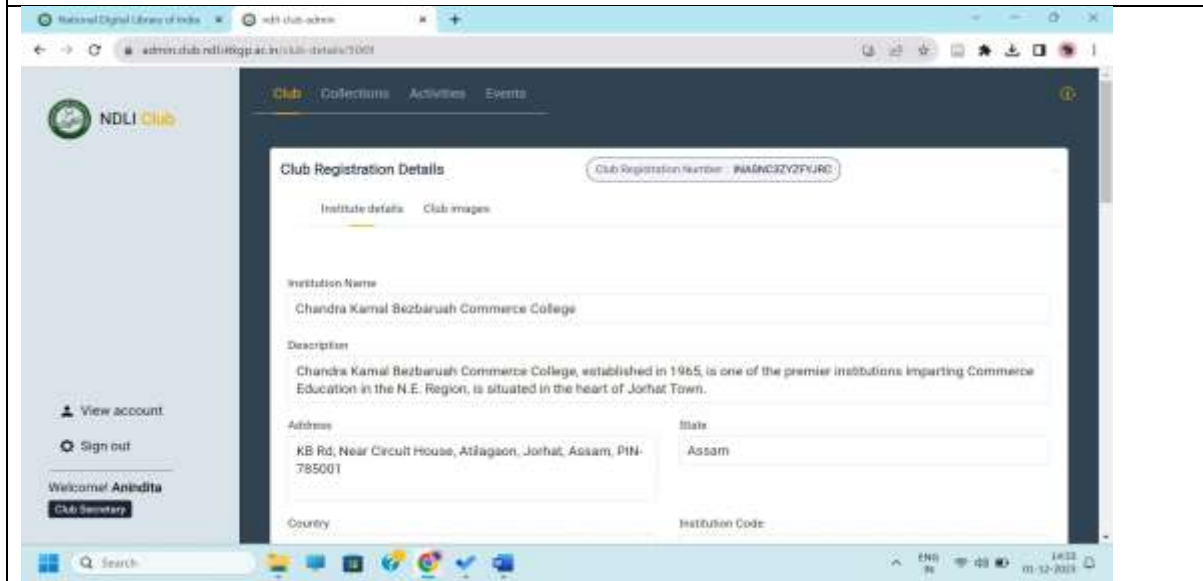 National Digital Library of India
ndli-club-admin
admin.club.ndl.iitkgp.ac.in/club-details/5001
NDLI Club
Club Collections Activities Events
Club Registration Details
Club Registration Number :
Institute details Club images
Institution Name
Chandra Kamal Bezbaruah Commerce College
Description
Chandra Kamal Bezbaruah Commerce College, established in 1965, is one of the premier institutions imparting Commerce
Education in the N.E. Region, is situated in the heart of Jorhat Town.
Address
State
KB Rd, Near Circuit House, Atilagaon, Jorhat, Assam, PIN-
785001
Assam
Country
Institution Code
View account
Sign out
Welcome! Anindita
Club Secretary
Search
ENG
IN
14:33
01-12-2023